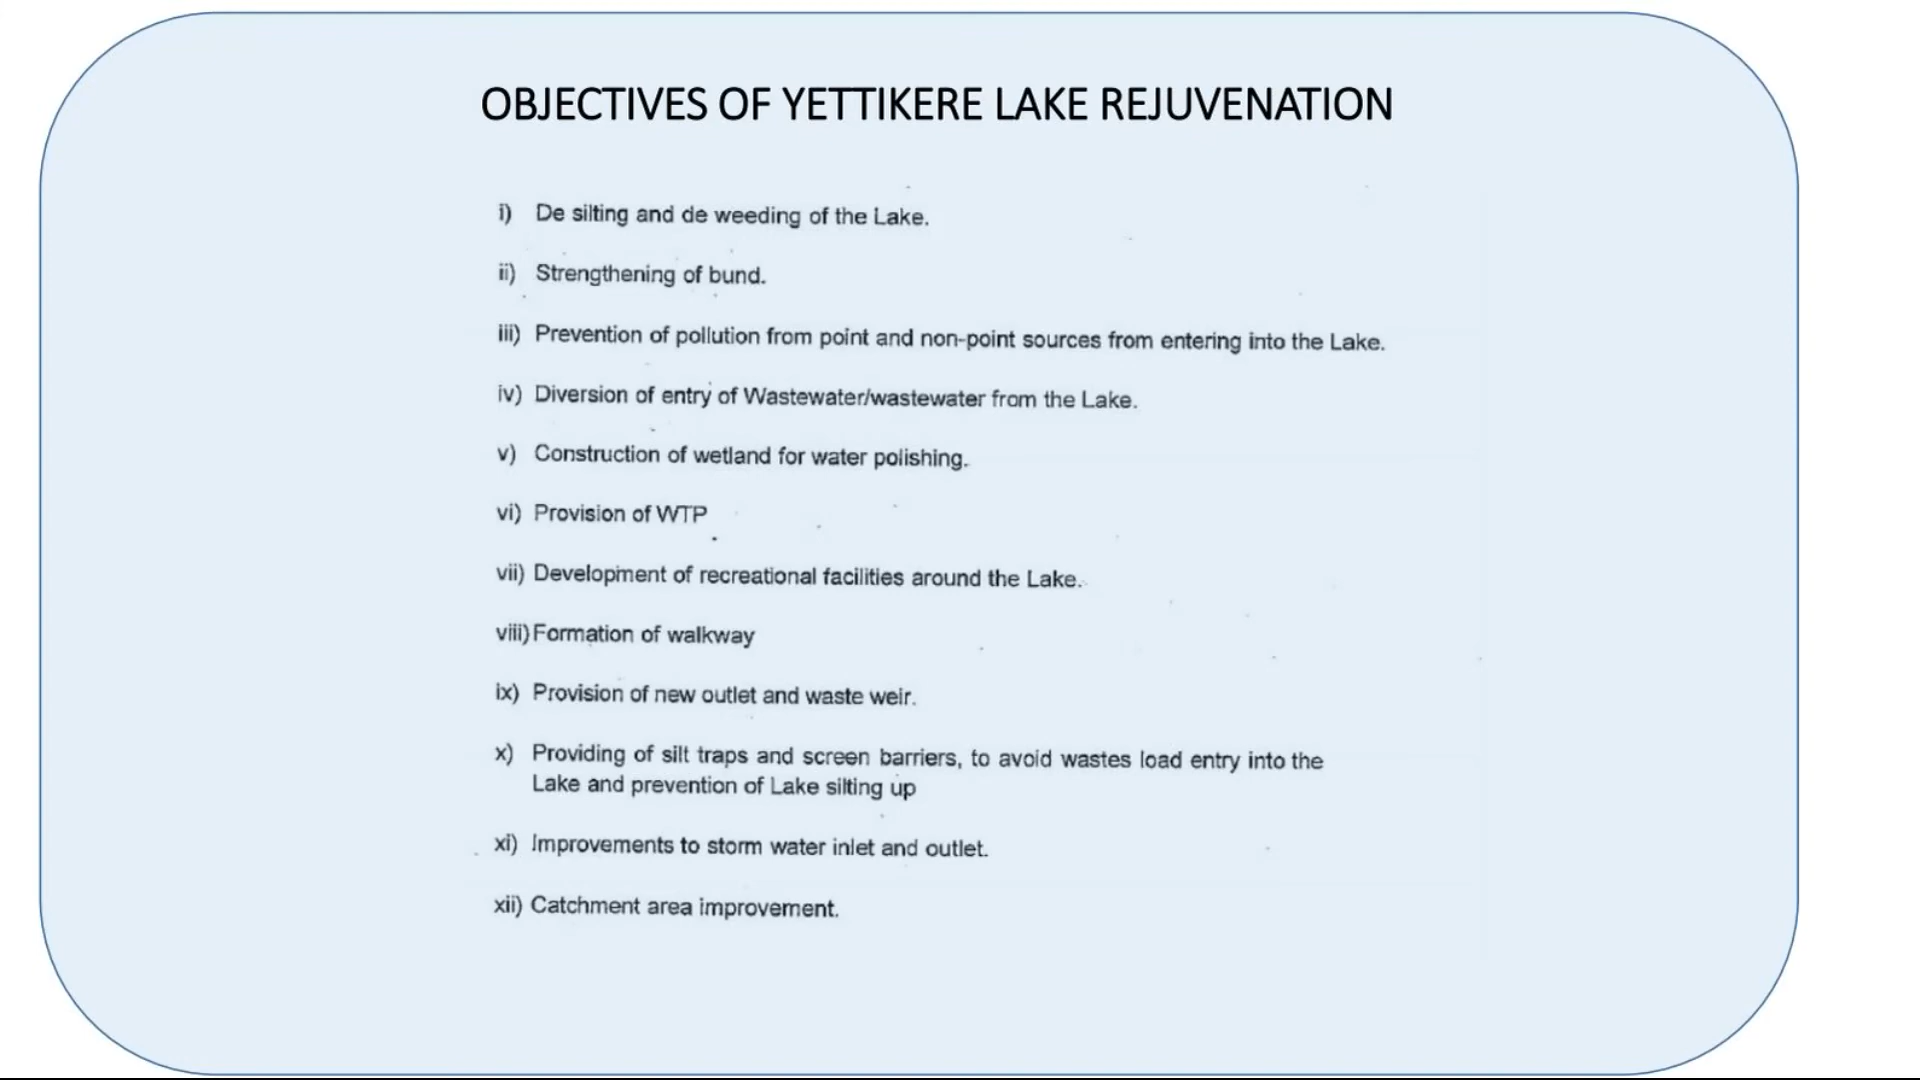 OBJECTIVES OF YETTIKERE LAKE REJUVENATION
i) De silting and de weeding of the Lake.
ii) Strengthening of bund.
iii) Prevention of pollution from point and non-point sources from entering into the Lake.
iv) Diversion of entry of Wastewater/wastewater from the Lake.
v) Construction of wetland for water polishing.
vi) Provision of WTP
vii) Development of recreational facilities around the Lake.
viii) Formation of walkway
ix) Provision of new outlet and waste weir.
x) Providing of silt traps and screen barriers, to avoid wastes load entry into the
Lake and prevention of Lake silting up
xi) Improvements to storm water inlet and outlet.
xii) Catchment area improvement.